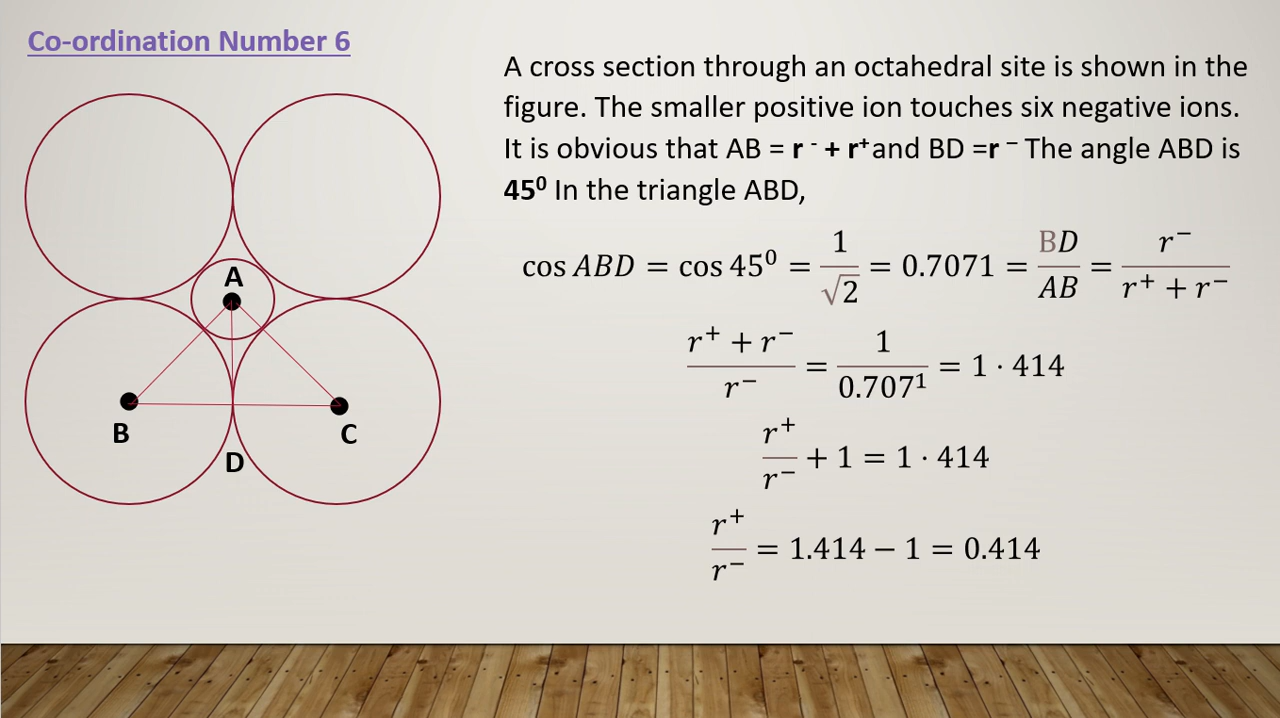 Co-ordination Number 6
A cross section through an octahedral site is shown in the
figure. The smaller positive ion touches six negative ions.
It is obvious that AB = r⁻ + r⁺and BD =r⁻ The angle ABD is
45⁰ In the triangle ABD,
cos ABD = cos 45⁰ = 1/√2 = 0.7071 = BD/AB = r⁻/(r⁺ + r⁻)
(r⁺ + r⁻)/r⁻ = 1/0.707¹ = 1 · 414
r⁺/r⁻ + 1 = 1 · 414
r⁺/r⁻ = 1.414 − 1 = 0.414
A
B
C
D